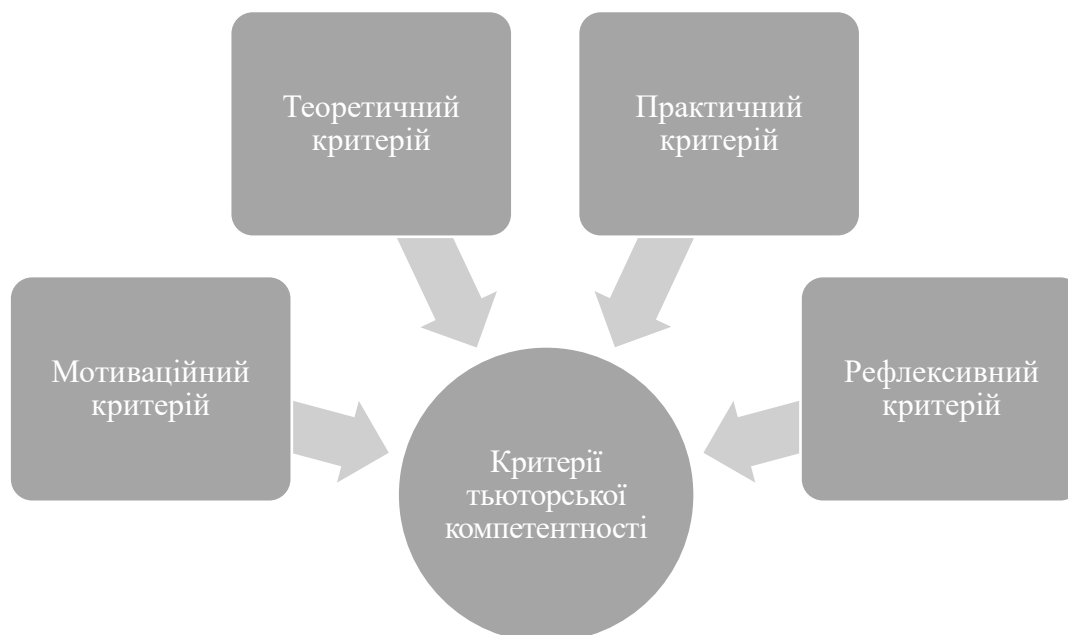 Теоретичний
критерій
Практичний
критерій
Мотиваційний
критерій
Рефлексивний
критерій
Критерії
тьюторської
компетентності